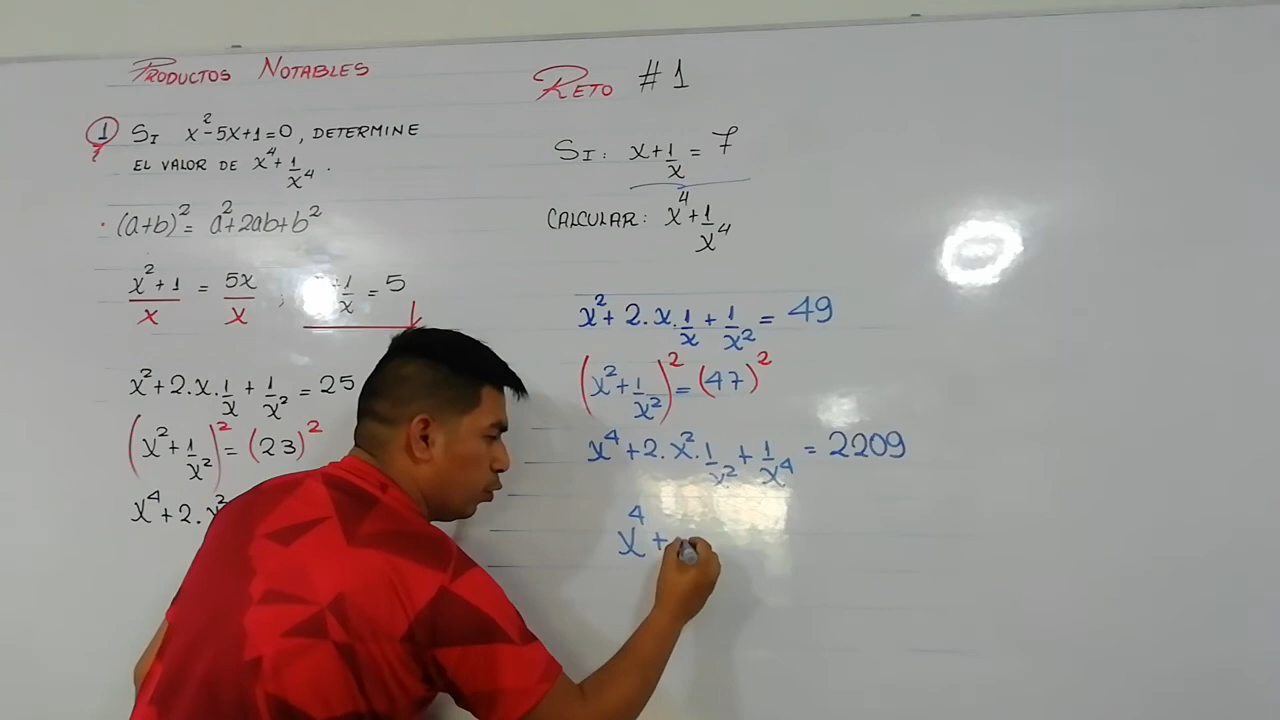 PRODUCTOS NOTABLES
1 SI x²-5x+1=0, DETERMINE
EL VALOR DE x⁴+1/x⁴.
• (a+b)² = a²+2ab+b²
x²+1/x = 5x/x ; +1/x = 5
x²+2.x.1/x+1/x² = 25
(x²+1/x²)² = (23)²
x⁴+2.x²
RETO #1
SI: x+1/x = 7
CALCULAR: x⁴+1/x⁴
x²+2.x.1/x+1/x² = 49
(x²+1/x²)² = (47)²
x⁴+2.x².1/x²+1/x⁴ = 2209
x⁴+